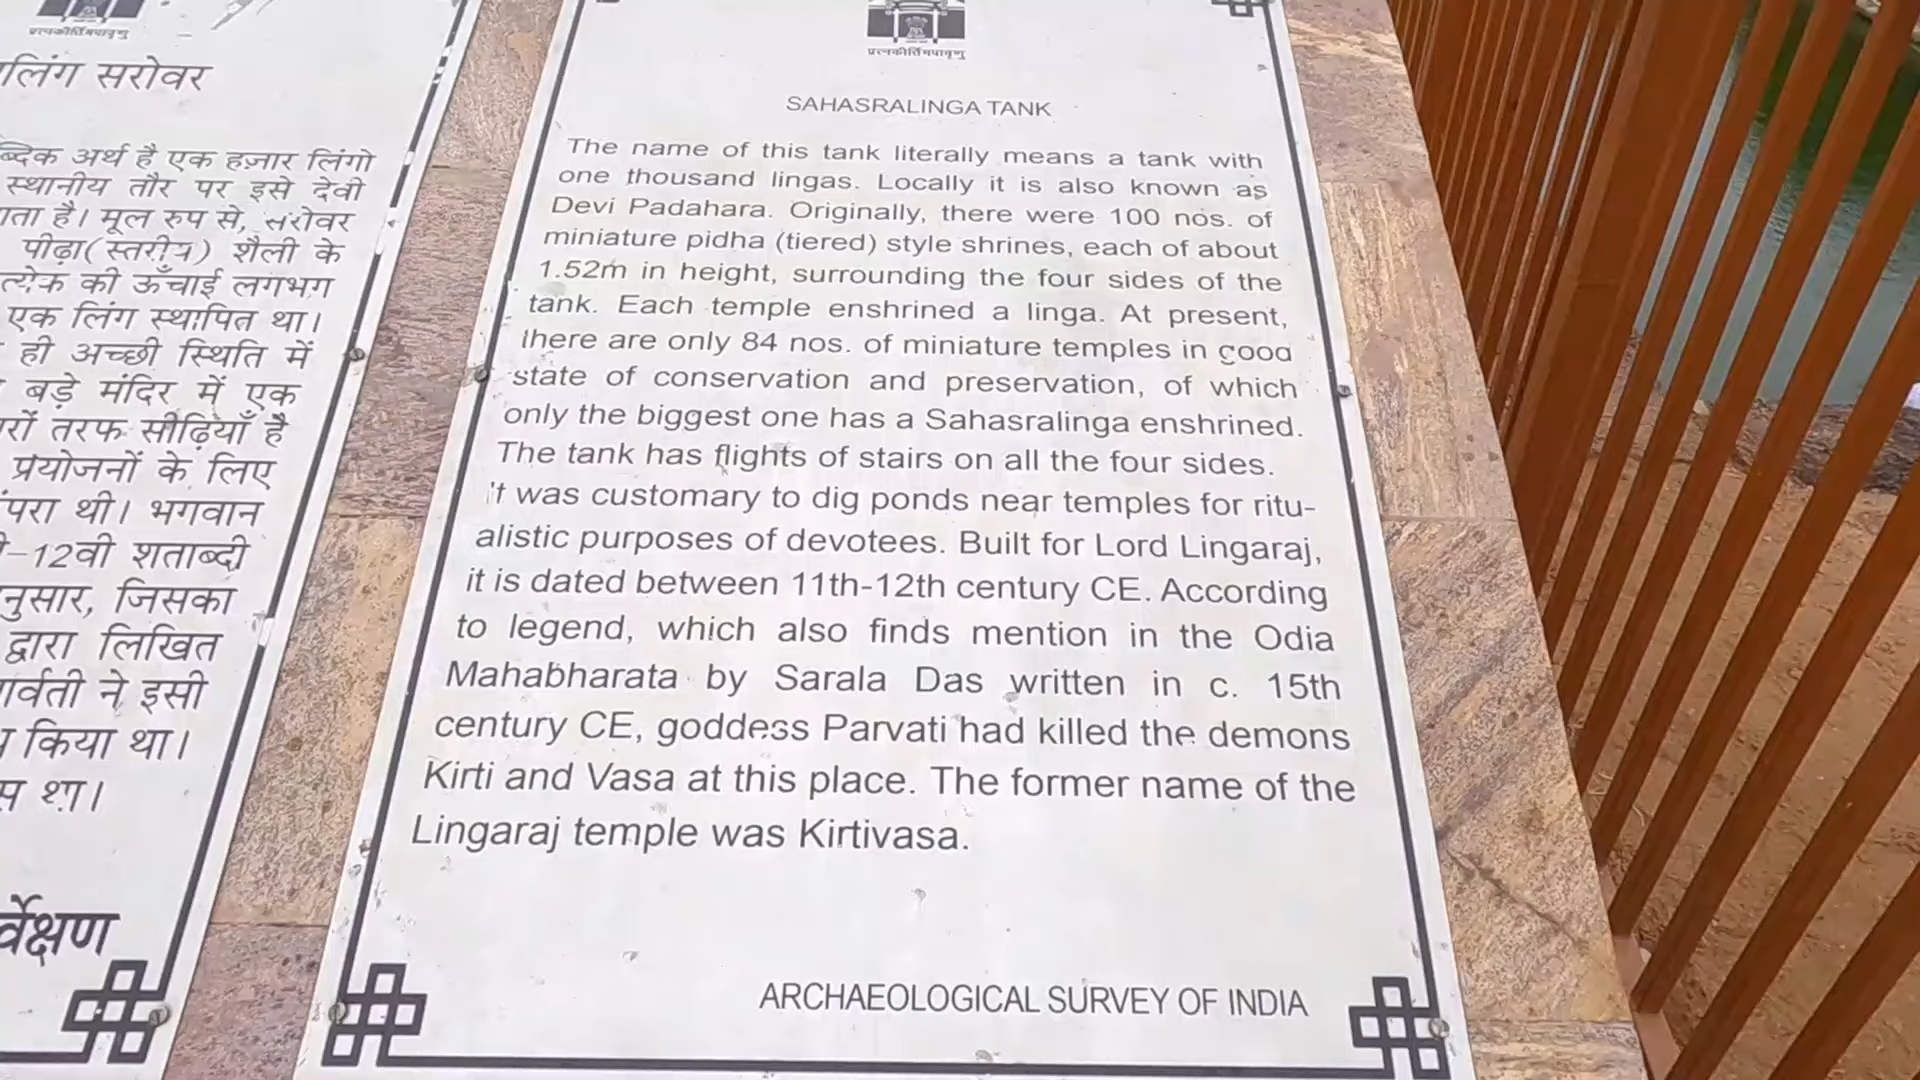 प्रत्नकीर्तिमपावृणु
लिंग सरोवर
ब्दिक अर्थ है एक हज़ार लिंगो
स्थानीय तौर पर इसे देवी
ाता है। मूल रुप से, सरोवर
पीढ़ा(स्तरीय) शैली के
त्येक की ऊँचाई लगभग
एक लिंग स्थापित था।
ही अच्छी स्थिति में
बड़े मंदिर में एक
रों तरफ सीढ़ियाँ है
प्रयोजनों के लिए
ंपरा थी। भगवान
ी-12वी शताब्दी
नुसार, जिसका
द्वारा लिखित
ार्वती ने इसी
किया था।
था।
र्वेक्षण
प्रत्नकीर्तिमपावृणु
SAHASRALINGA TANK
The name of this tank literally means a tank with
one thousand lingas. Locally it is also known as
Devi Padahara. Originally, there were 100 nos. of
miniature pidha (tiered) style shrines, each of about
1.52m in height, surrounding the four sides of the
tank. Each temple enshrined a linga. At present,
there are only 84 nos. of miniature temples in good
state of conservation and preservation, of which
only the biggest one has a Sahasralinga enshrined.
The tank has flights of stairs on all the four sides.
It was customary to dig ponds near temples for ritu-
alistic purposes of devotees. Built for Lord Lingaraj,
it is dated between 11th-12th century CE. According
to legend, which also finds mention in the Odia
Mahabharata by Sarala Das written in c. 15th
century CE, goddess Parvati had killed the demons
Kirti and Vasa at this place. The former name of the
Lingaraj temple was Kirtivasa.
ARCHAEOLOGICAL SURVEY OF INDIA